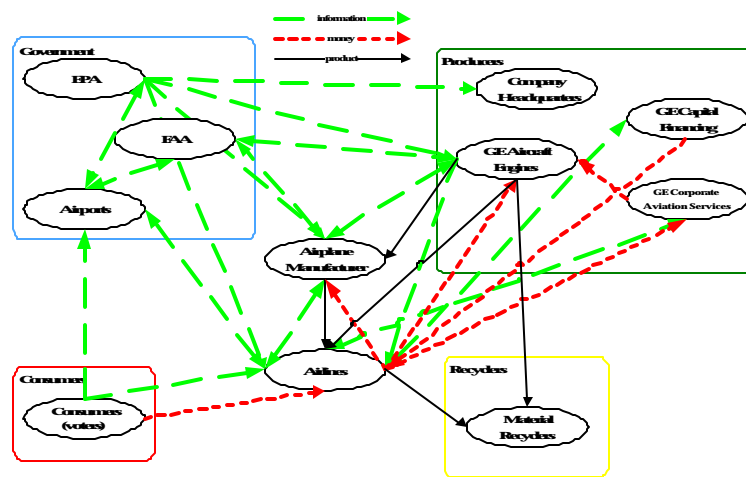 information
money
product
Government
EPA
FAA
Airports
Producers
Company
Headquarters
GE Capital
Financing
GE Aircraft
Engines
GE Corporate
Aviation Services
Airplane
Manufacturer
Airlines
Consumers
Consumers
(voters)
Recyclers
Material
Recyclers